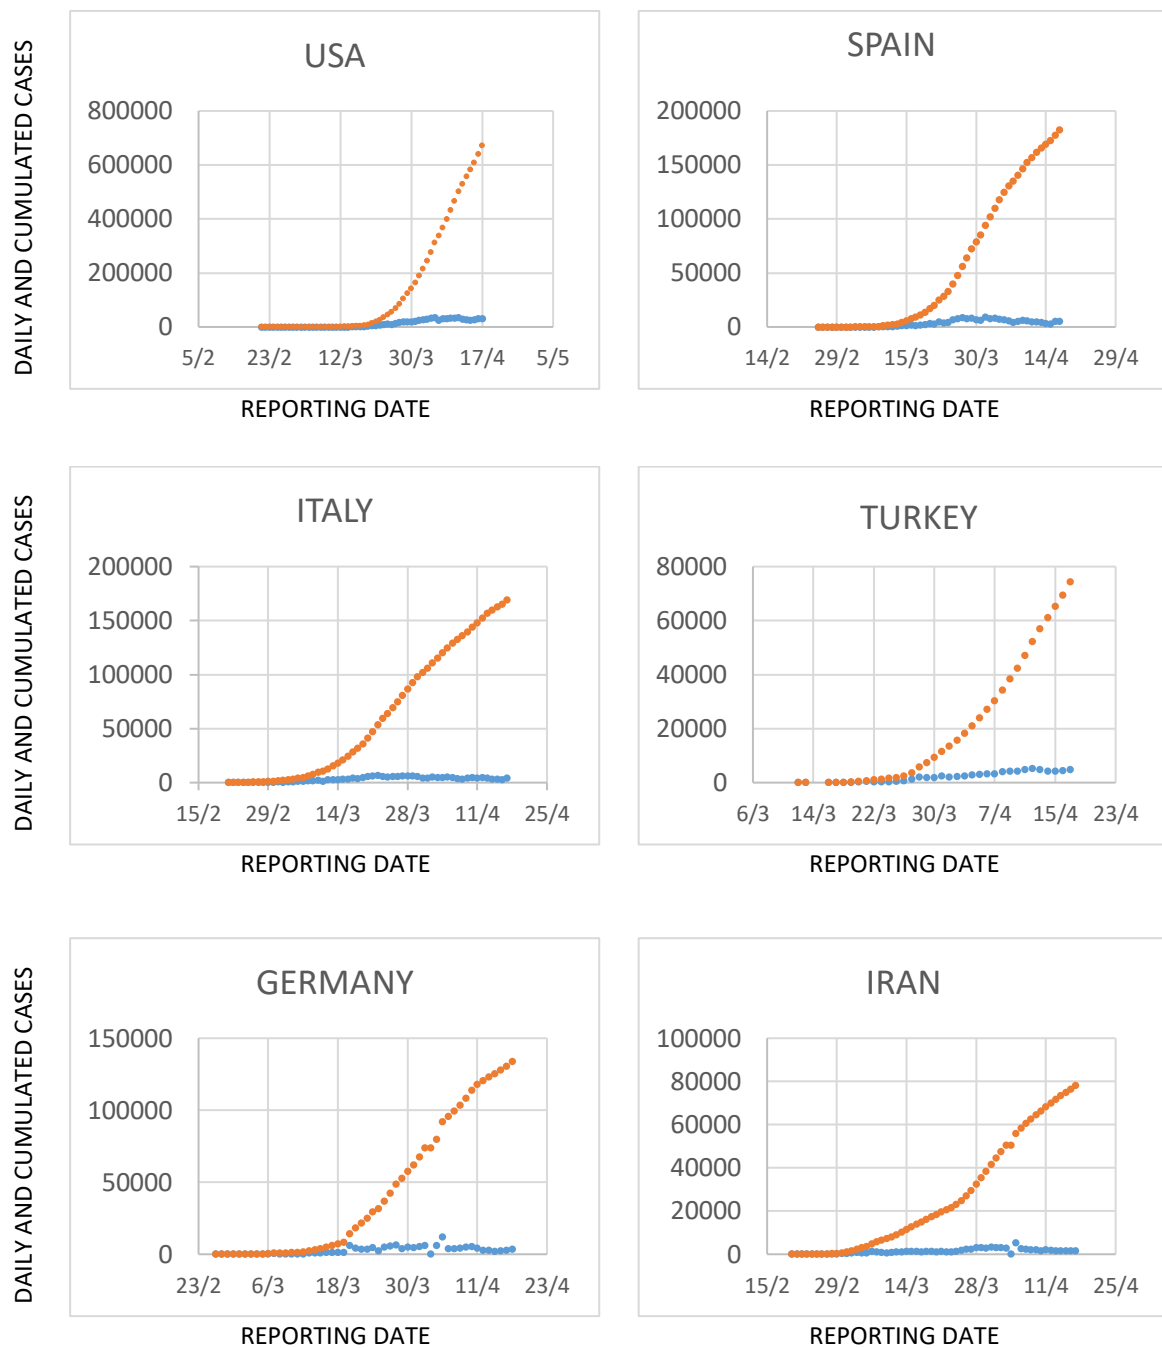 DAILY AND CUMULATED CASES
USA
800000
600000
400000
200000
0
5/2 23/2 12/3 30/3 17/4 5/5
REPORTING DATE
SPAIN
200000
150000
100000
50000
0
14/2 29/2 15/3 30/3 14/4 29/4
REPORTING DATE
DAILY AND CUMULATED CASES
ITALY
200000
150000
100000
50000
0
15/2 29/2 14/3 28/3 11/4 25/4
REPORTING DATE
TURKEY
80000
60000
40000
20000
0
6/3 14/3 22/3 30/3 7/4 15/4 23/4
REPORTING DATE
DAILY AND CUMULATED CASES
GERMANY
150000
100000
50000
0
23/2 6/3 18/3 30/3 11/4 23/4
REPORTING DATE
IRAN
100000
80000
60000
40000
20000
0
15/2 29/2 14/3 28/3 11/4 25/4
REPORTING DATE